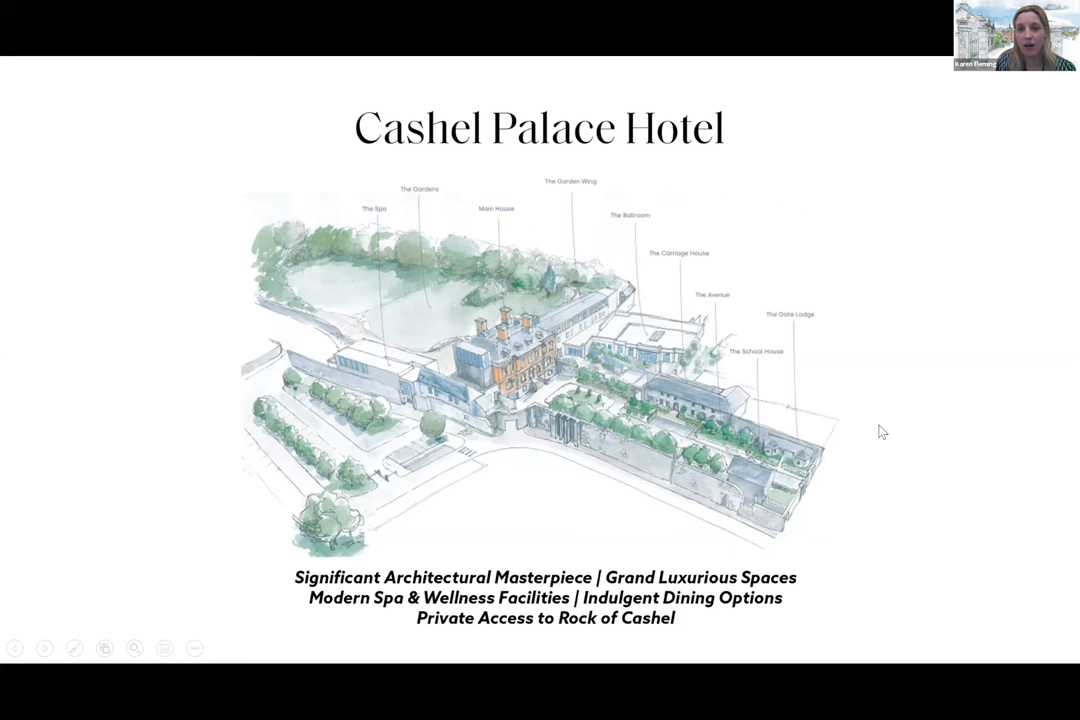 Karen Fleming
Cashel Palace Hotel
The Garden Wing
The Gardens
The Spa
Main House
The Ballroom
The Carriage House
The Avenue
The Gate Lodge
The School House
Significant Architectural Masterpiece | Grand Luxurious Spaces
Modern Spa & Wellness Facilities | Indulgent Dining Options
Private Access to Rock of Cashel